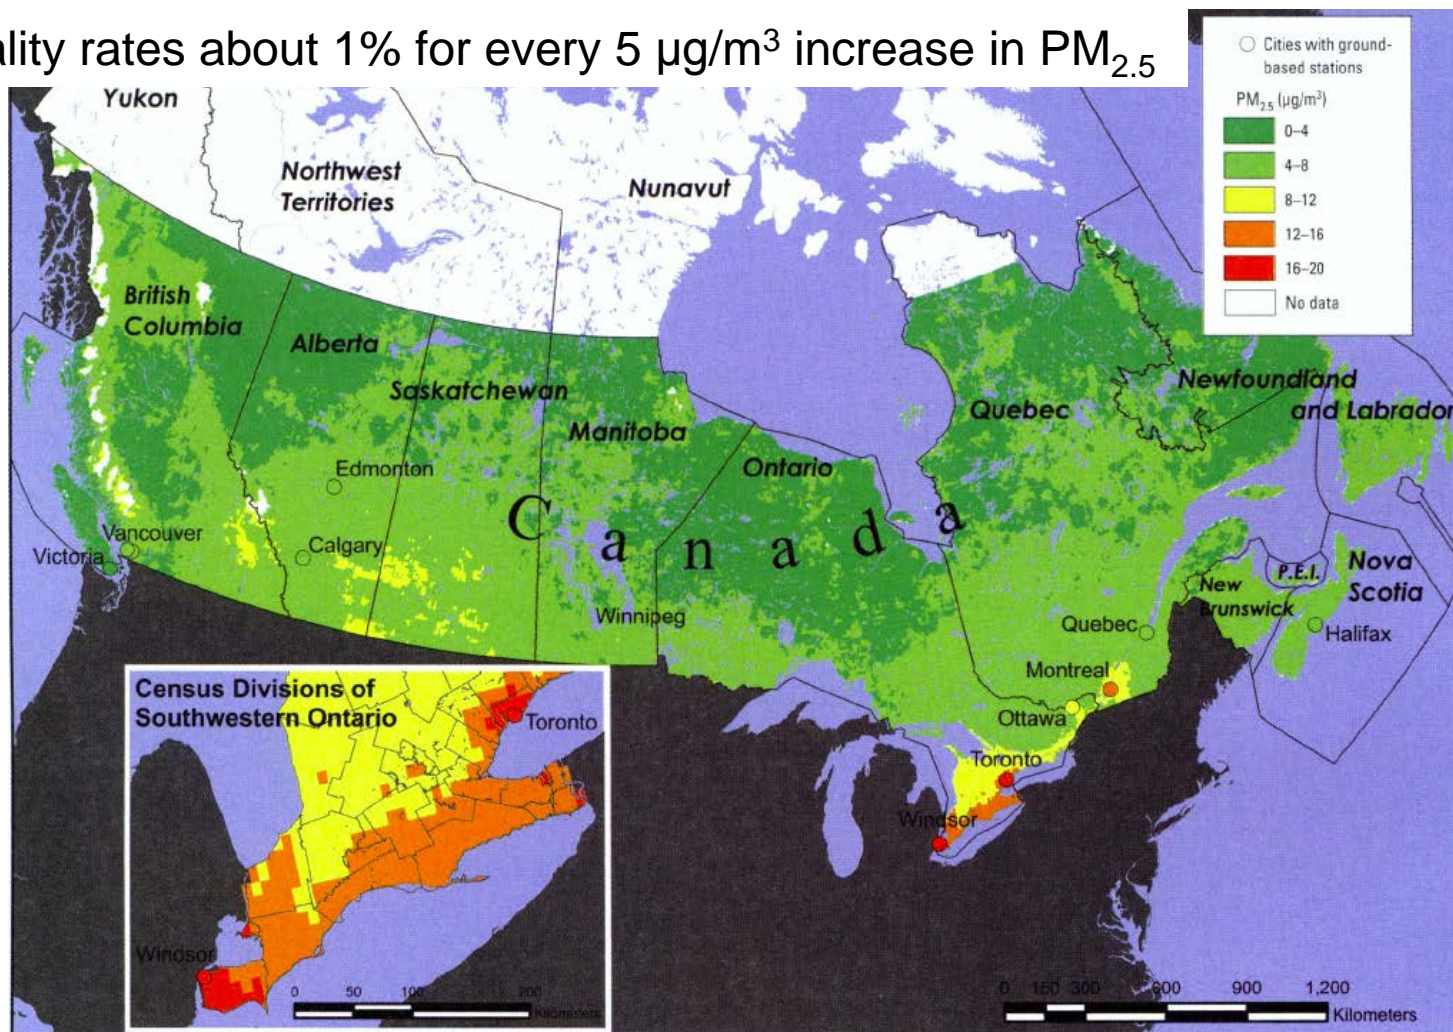 ality rates about 1% for every 5 µg/m³ increase in PM₂.₅
Cities with ground-
based stations
PM₂.₅ (µg/m³)
0–4
4–8
8–12
12–16
16–20
No data
Yukon
Northwest
Territories
Nunavut
British
Columbia
Alberta
Saskatchewan
Manitoba
Ontario
Quebec
Newfoundland
and Labrador
Edmonton
Canada
Vancouver
Victoria
Calgary
Winnipeg
P.E.I.
Nova
Scotia
New
Brunswick
Quebec
Halifax
Montreal
Ottawa
Toronto
Windsor
Census Divisions of
Southwestern Ontario
Toronto
Windsor
0 50 100 200
Kilometers
0 150 300 600 900 1,200
Kilometers